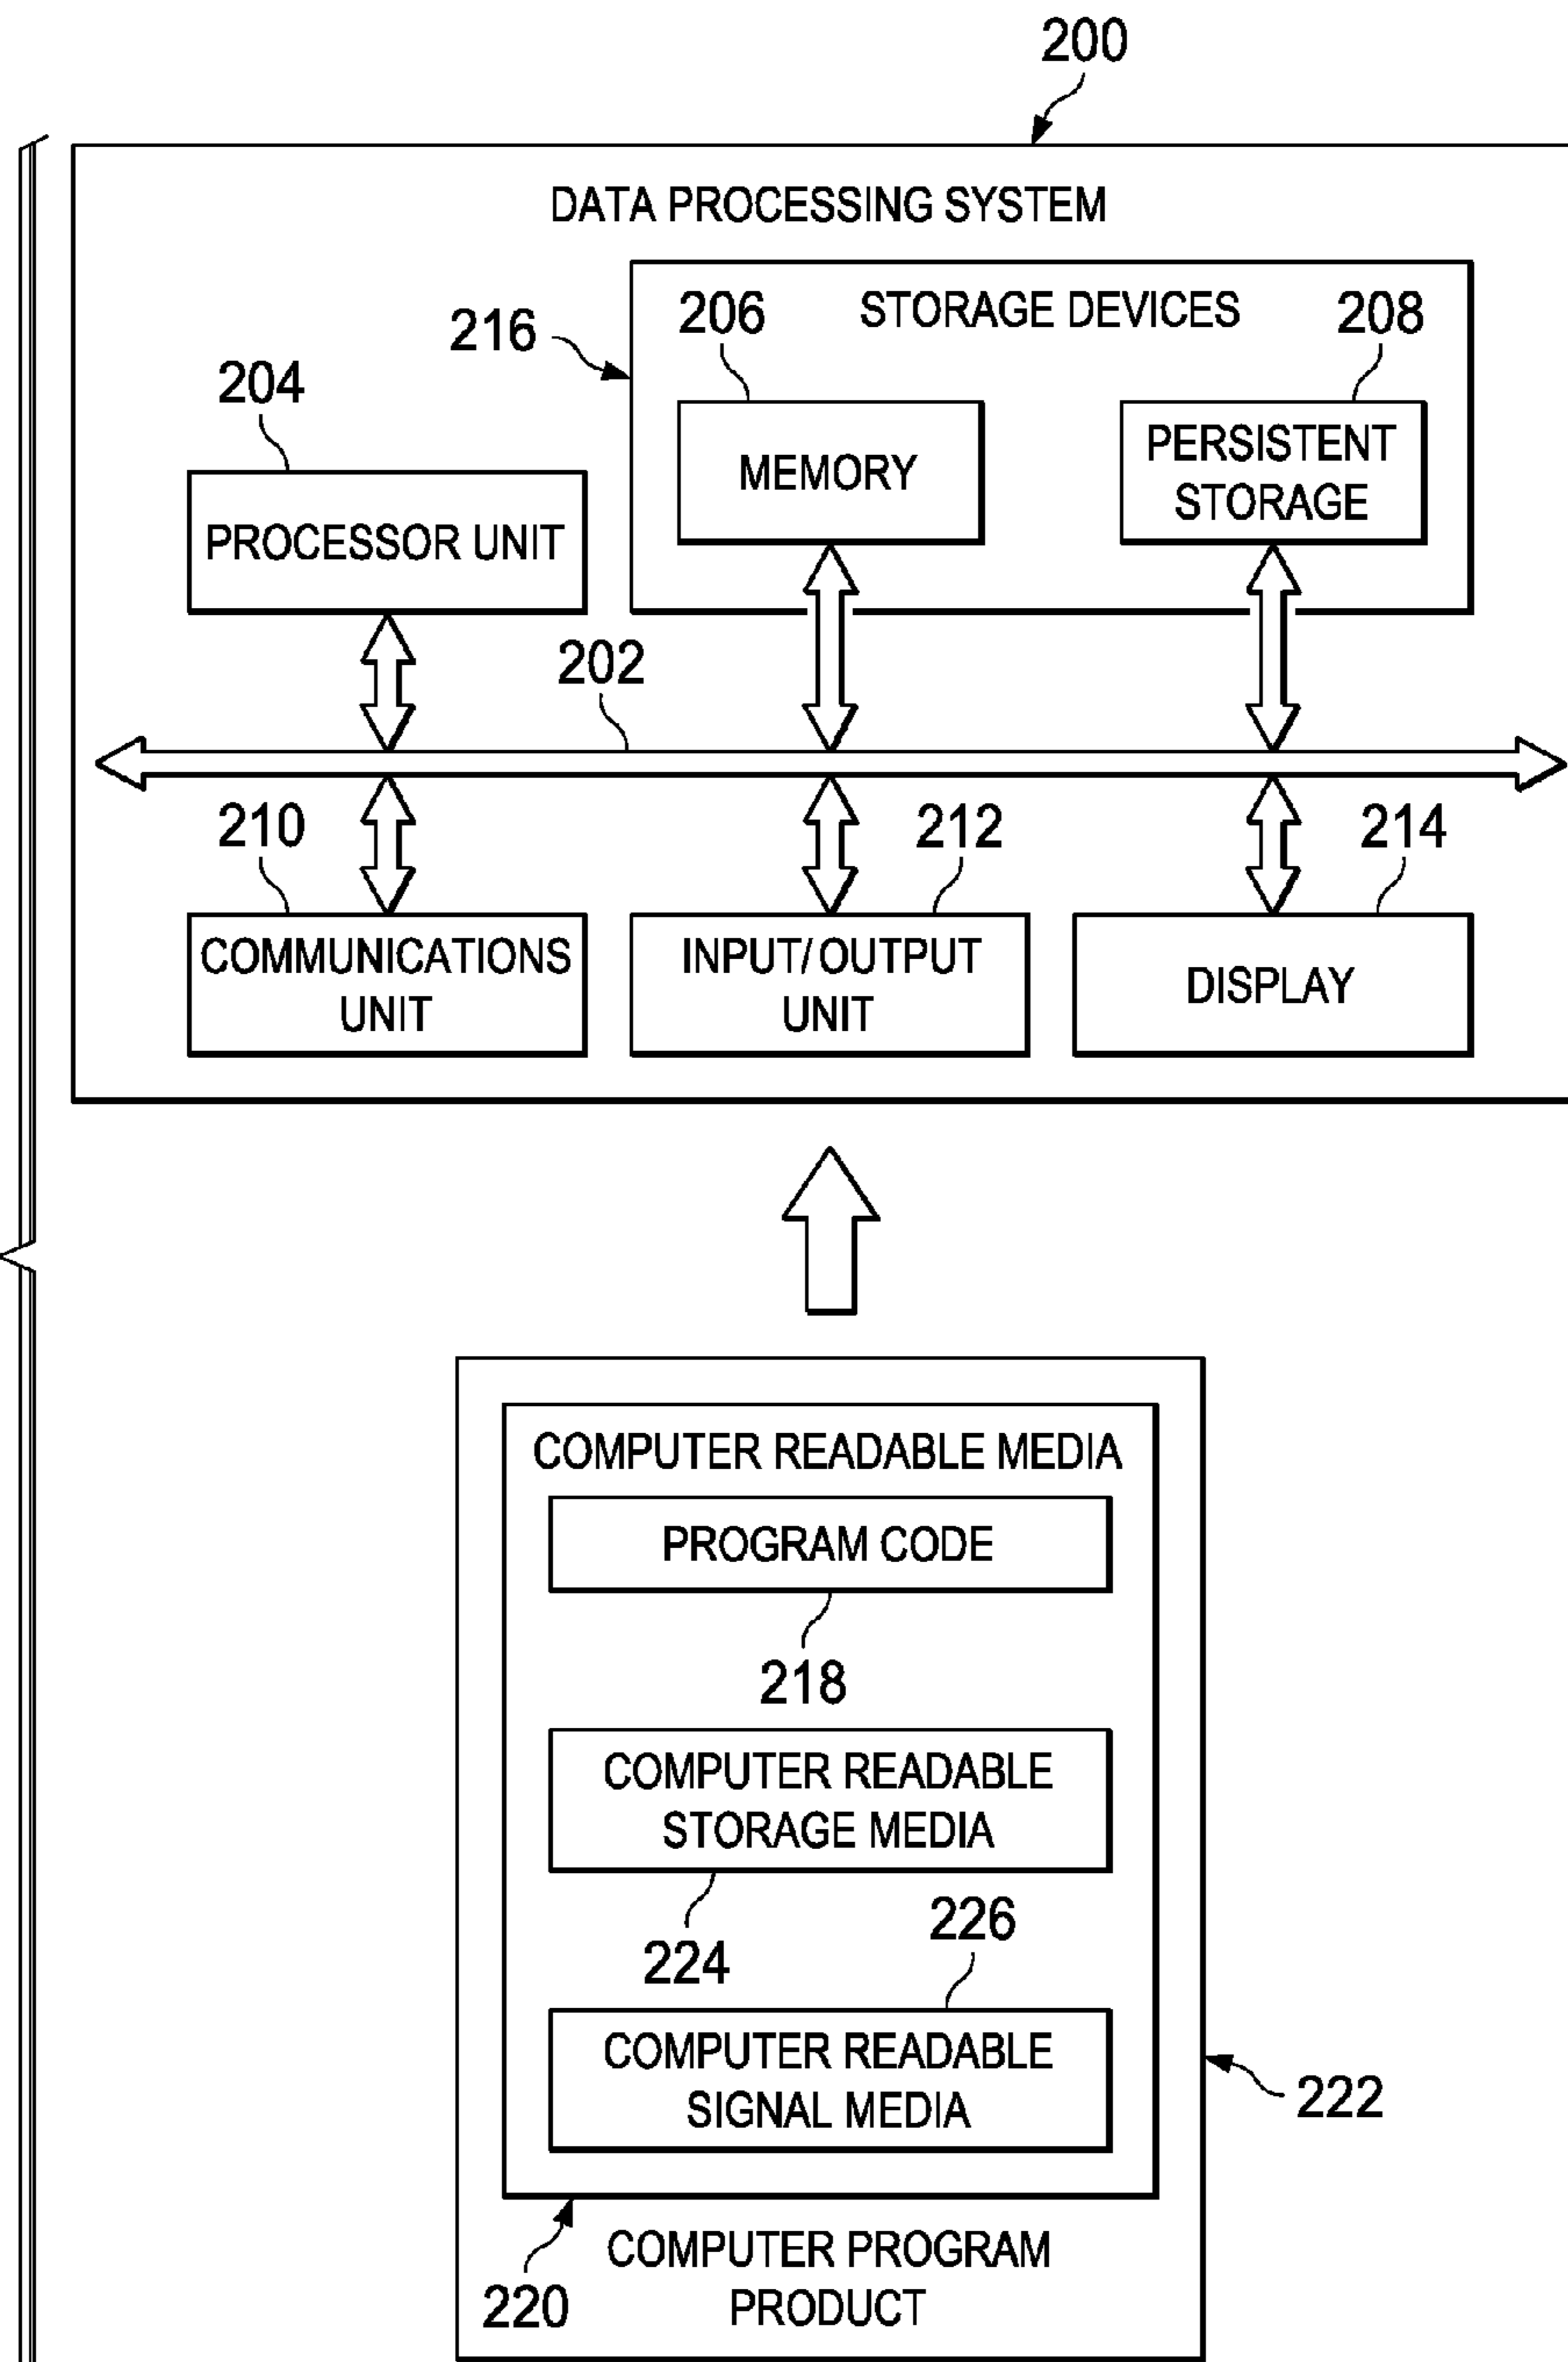 200
DATA PROCESSING SYSTEM
216
206
STORAGE DEVICES
208
204
MEMORY
PERSISTENT
STORAGE
PROCESSOR UNIT
202
210
212
214
COMMUNICATIONS
UNIT
INPUT/OUTPUT
UNIT
DISPLAY
COMPUTER READABLE MEDIA
PROGRAM CODE
218
COMPUTER READABLE
STORAGE MEDIA
224
226
COMPUTER READABLE
SIGNAL MEDIA
222
220
COMPUTER PROGRAM
PRODUCT